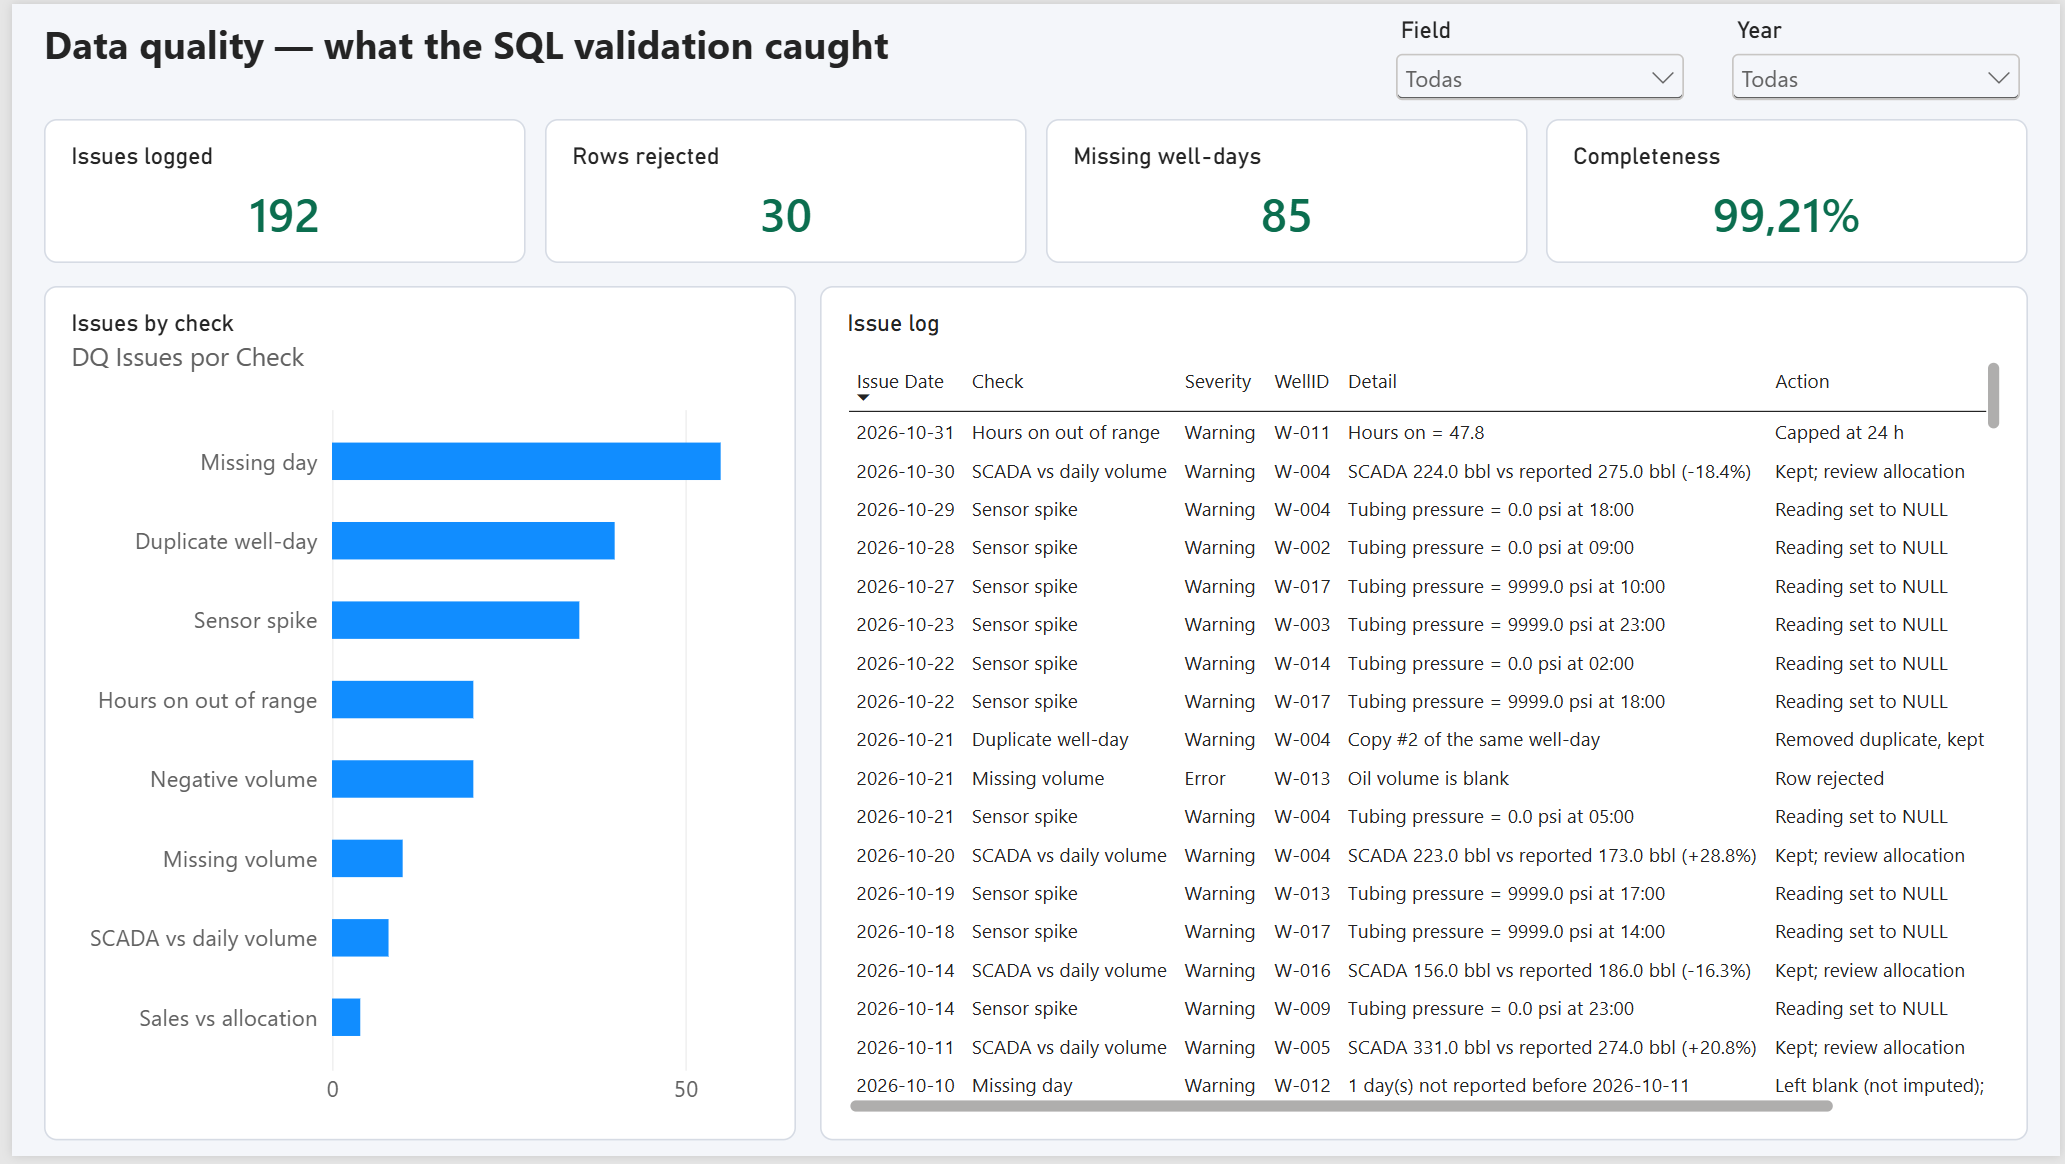 Data quality — what the SQL validation caught
Field
Todas
Year
Todas
Issues logged
192
Rows rejected
30
Missing well-days
85
Completeness
99,21%
Issues by check
DQ Issues por Check
Missing day
Duplicate well-day
Sensor spike
Hours on out of range
Negative volume
Missing volume
SCADA vs daily volume
Sales vs allocation
0 50
Issue log
Issue Date Check Severity WellID Detail Action
2026-10-31 Hours on out of range Warning W-011 Hours on = 47.8 Capped at 24 h
2026-10-30 SCADA vs daily volume Warning W-004 SCADA 224.0 bbl vs reported 275.0 bbl (-18.4%) Kept; review allocation
2026-10-29 Sensor spike Warning W-004 Tubing pressure = 0.0 psi at 18:00 Reading set to NULL
2026-10-28 Sensor spike Warning W-002 Tubing pressure = 0.0 psi at 09:00 Reading set to NULL
2026-10-27 Sensor spike Warning W-017 Tubing pressure = 9999.0 psi at 10:00 Reading set to NULL
2026-10-23 Sensor spike Warning W-003 Tubing pressure = 9999.0 psi at 23:00 Reading set to NULL
2026-10-22 Sensor spike Warning W-014 Tubing pressure = 0.0 psi at 02:00 Reading set to NULL
2026-10-22 Sensor spike Warning W-017 Tubing pressure = 9999.0 psi at 18:00 Reading set to NULL
2026-10-21 Duplicate well-day Warning W-004 Copy #2 of the same well-day Removed duplicate, kept
2026-10-21 Missing volume Error W-013 Oil volume is blank Row rejected
2026-10-21 Sensor spike Warning W-004 Tubing pressure = 0.0 psi at 05:00 Reading set to NULL
2026-10-20 SCADA vs daily volume Warning W-004 SCADA 223.0 bbl vs reported 173.0 bbl (+28.8%) Kept; review allocation
2026-10-19 Sensor spike Warning W-013 Tubing pressure = 9999.0 psi at 17:00 Reading set to NULL
2026-10-18 Sensor spike Warning W-017 Tubing pressure = 9999.0 psi at 14:00 Reading set to NULL
2026-10-14 SCADA vs daily volume Warning W-016 SCADA 156.0 bbl vs reported 186.0 bbl (-16.3%) Kept; review allocation
2026-10-14 Sensor spike Warning W-009 Tubing pressure = 0.0 psi at 23:00 Reading set to NULL
2026-10-11 SCADA vs daily volume Warning W-005 SCADA 331.0 bbl vs reported 274.0 bbl (+20.8%) Kept; review allocation
2026-10-10 Missing day Warning W-012 1 day(s) not reported before 2026-10-11 Left blank (not imputed);